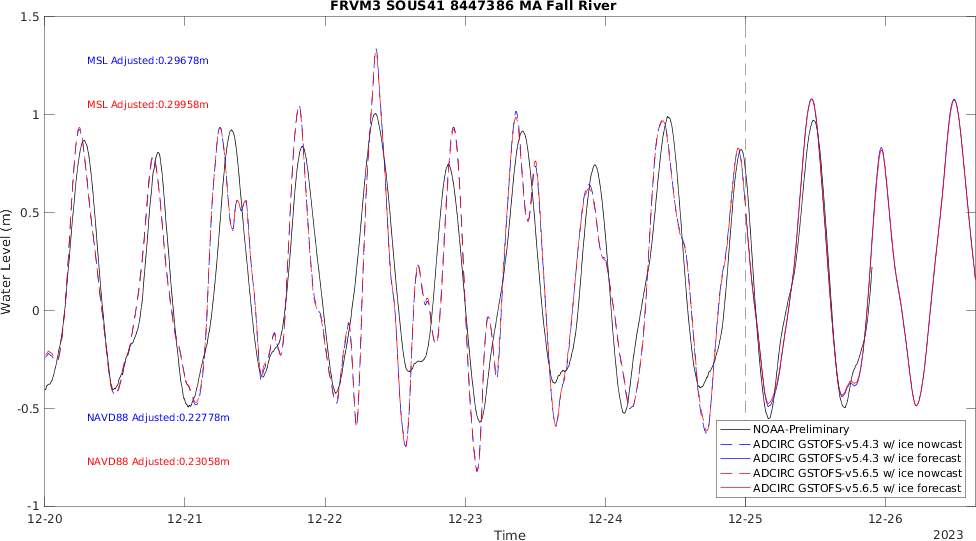 FRVM3 SOUS41 8447386 MA Fall River
1.5
1
0.5
0
-0.5
-1
Water Level (m)
MSL Adjusted:0.29678m
MSL Adjusted:0.29958m
NAVD88 Adjusted:0.22778m
NAVD88 Adjusted:0.23058m
NOAA-Preliminary
ADCIRC GSTOFS-v5.4.3 w/ ice nowcast
ADCIRC GSTOFS-v5.4.3 w/ ice forecast
ADCIRC GSTOFS-v5.6.5 w/ ice nowcast
ADCIRC GSTOFS-v5.6.5 w/ ice forecast
12-20 12-21 12-22 12-23 12-24 12-25 12-26
Time
2023